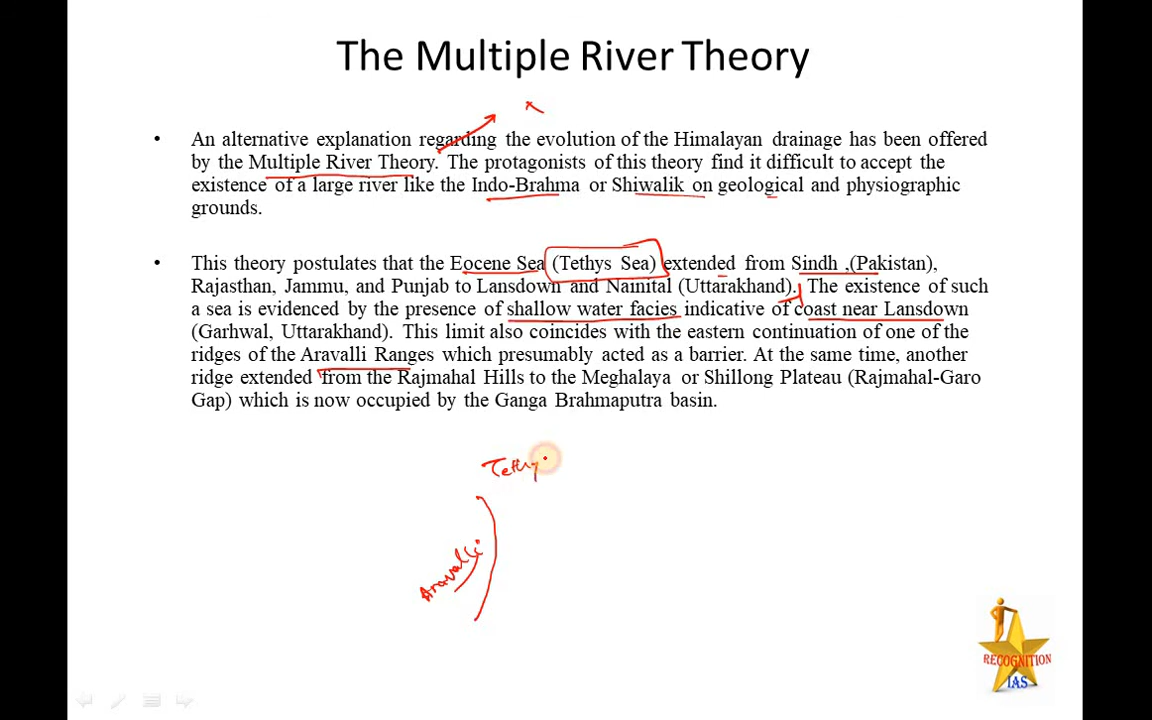 The Multiple River Theory
• An alternative explanation regarding the evolution of the Himalayan drainage has been offered
by the Multiple River Theory. The protagonists of this theory find it difficult to accept the
existence of a large river like the Indo-Brahma or Shiwalik on geological and physiographic
grounds.
• This theory postulates that the Eocene Sea (Tethys Sea) extended from Sindh ,(Pakistan),
Rajasthan, Jammu, and Punjab to Lansdown and Nainital (Uttarakhand). The existence of such
a sea is evidenced by the presence of shallow water facies indicative of coast near Lansdown
(Garhwal, Uttarakhand). This limit also coincides with the eastern continuation of one of the
ridges of the Aravalli Ranges which presumably acted as a barrier. At the same time, another
ridge extended from the Rajmahal Hills to the Meghalaya or Shillong Plateau (Rajmahal-Garo
Gap) which is now occupied by the Ganga Brahmaputra basin.
Tethy
Aravalli
RECOGNITION
IAS